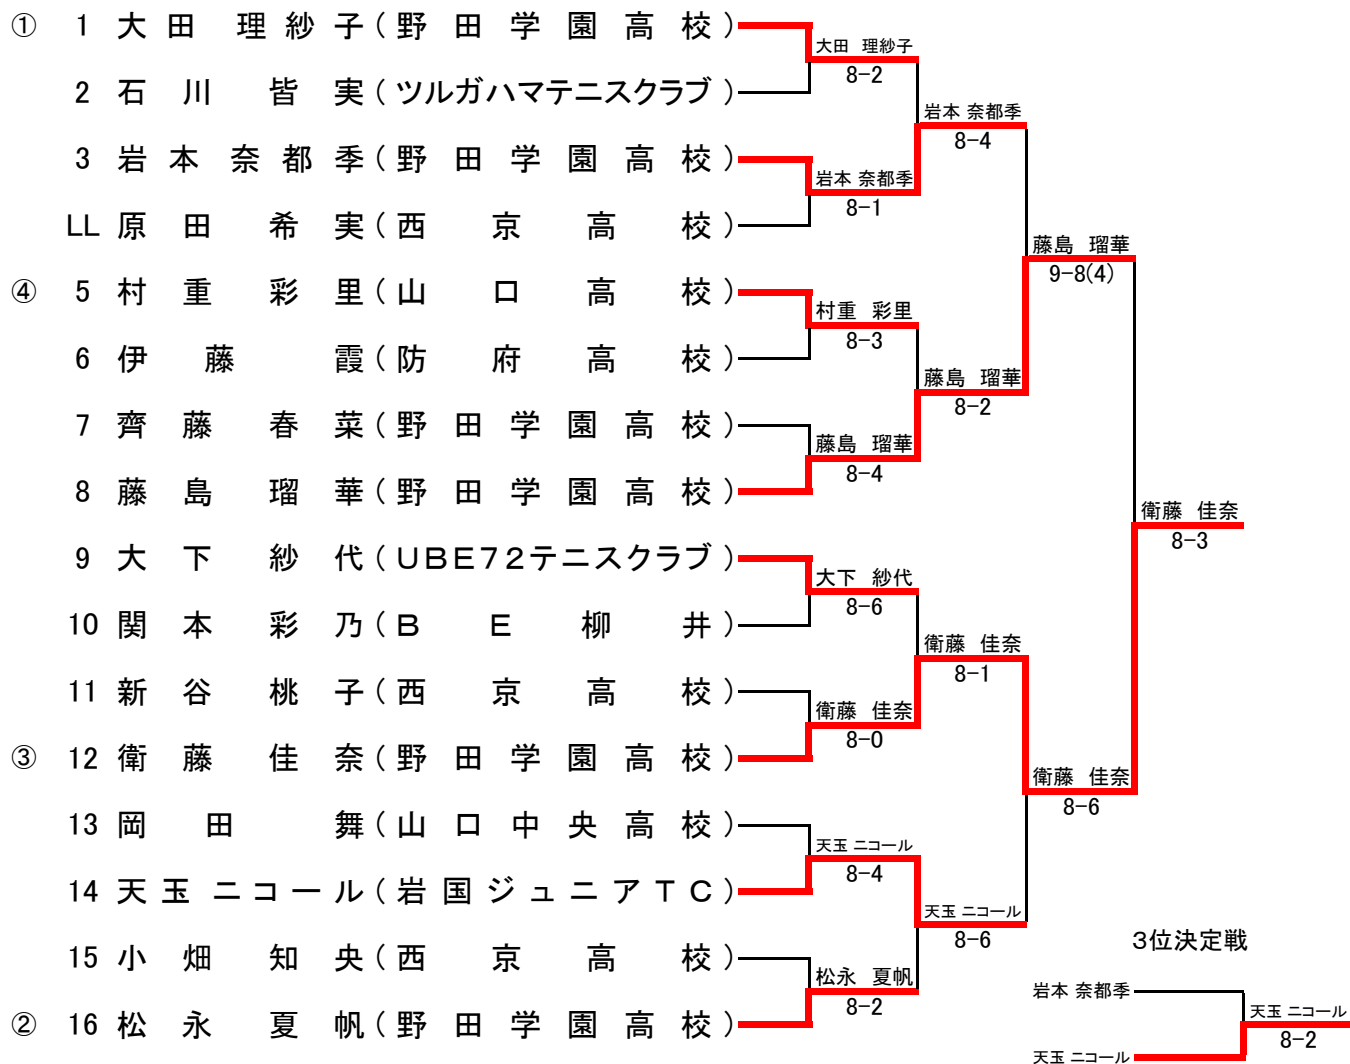 ① 1 大田 理紗子(野田学園高校)
大田 理紗子
8-2
2 石川 皆実(ツルガハマテニスクラブ)
岩本 奈都季
8-4
3 岩本 奈都季(野田学園高校)
岩本 奈都季
8-1
LL 原田 希実(西京高校)
藤島 瑠華
9-8(4)
④ 5 村重 彩里(山口高校)
村重 彩里
8-3
6 伊藤 霞(防府高校)
藤島 瑠華
8-2
7 齊藤 春菜(野田学園高校)
藤島 瑠華
8-4
8 藤島 瑠華(野田学園高校)
衛藤 佳奈
8-3
9 大下 紗代(UBE72テニスクラブ)
大下 紗代
8-6
10 関本 彩乃(BE柳井)
衛藤 佳奈
8-1
11 新谷 桃子(西京高校)
衛藤 佳奈
8-0
③ 12 衛藤 佳奈(野田学園高校)
衛藤 佳奈
8-6
13 岡田 舞(山口中央高校)
天玉 ニコール
8-4
14 天玉 ニコール(岩国ジュニアTC)
天玉 ニコール
8-6
15 小畑 知央(西京高校)
松永 夏帆
8-2
② 16 松永 夏帆(野田学園高校)
3位決定戦
岩本 奈都季
天玉 ニコール
8-2
天玉 ニコール